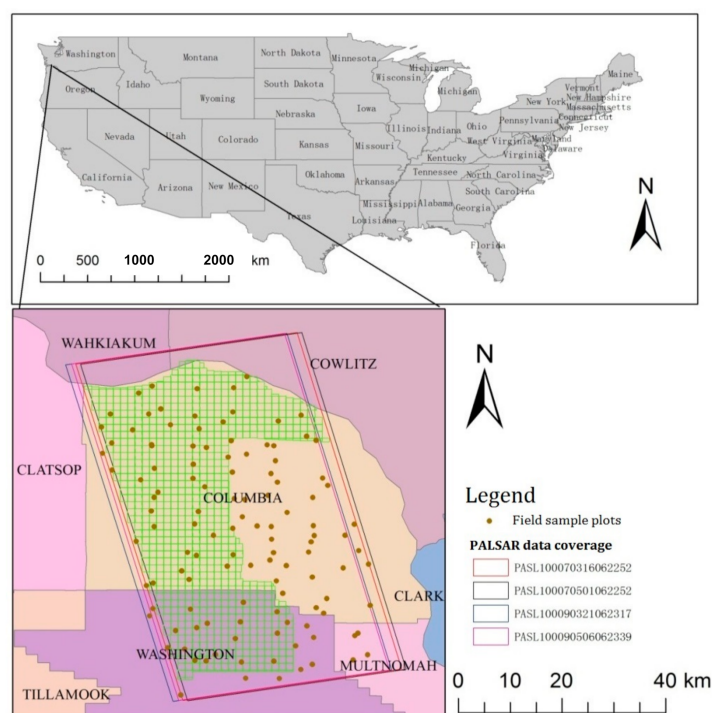 Washington
Montana
North Dakota
Minnesota
Michigan
Maine
Oregon
Idaho
South Dakota
Wisconsin
Michigan
Vermont
Wyoming
New York
New Hampshire
Massachusetts
Nebraska
Iowa
Connecticut
Pennsylvania
New Jersey
Nevada
Utah
Colorado
Kansas
Missouri
Illinois
Indiana
Ohio
West Virginia
Maryland
Delaware
Virginia
Kentucky
California
Arizona
New Mexico
Oklahoma
Arkansas
Tennessee
North Carolina
South Carolina
Texas
Louisiana
Mississippi
Alabama
Georgia
Florida
N
0 500 1000 2000 km
WAHKIAKUM
COWLITZ
CLATSOP
COLUMBIA
CLARK
WASHINGTON
MULTNOMAH
TILLAMOOK
N
Legend
Field sample plots
PALSAR data coverage
PASL100070316062252
PASL100070501062252
PASL100090321062317
PASL100090506062339
0 10 20 40 km